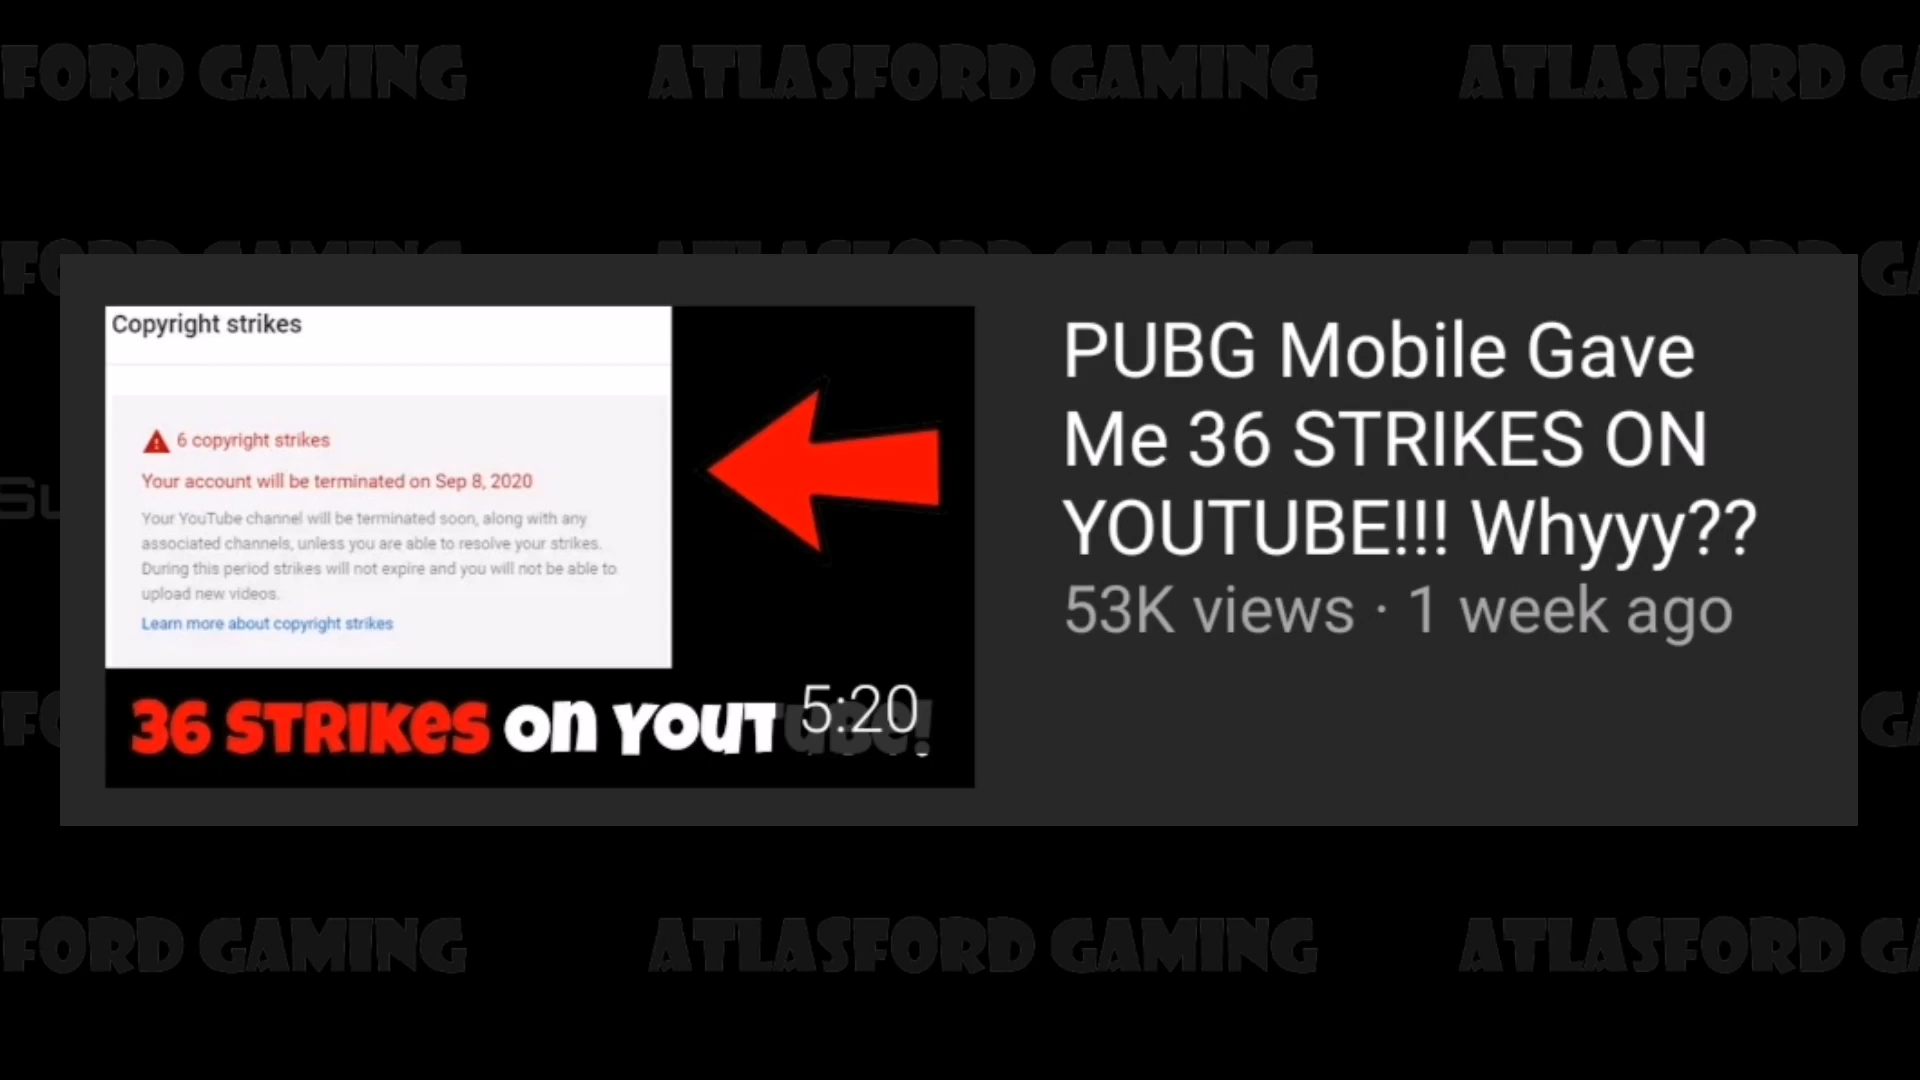 FORD GAMING ATLASFORD GAMING ATLASFORD GA
Copyright strikes
6 copyright strikes
Your account will be terminated on Sep 8, 2020
Your YouTube channel will be terminated soon, along with any
associated channels, unless you are able to resolve your strikes.
During this period strikes will not expire and you will not be able to
upload new videos.
Learn more about copyright strikes
36 STRIKES on YOUTUBE!
5:20
PUBG Mobile Gave
Me 36 STRIKES ON
YOUTUBE!!! Whyyy??
53K views · 1 week ago
FORD GAMING ATLASFORD GAMING ATLASFORD GA